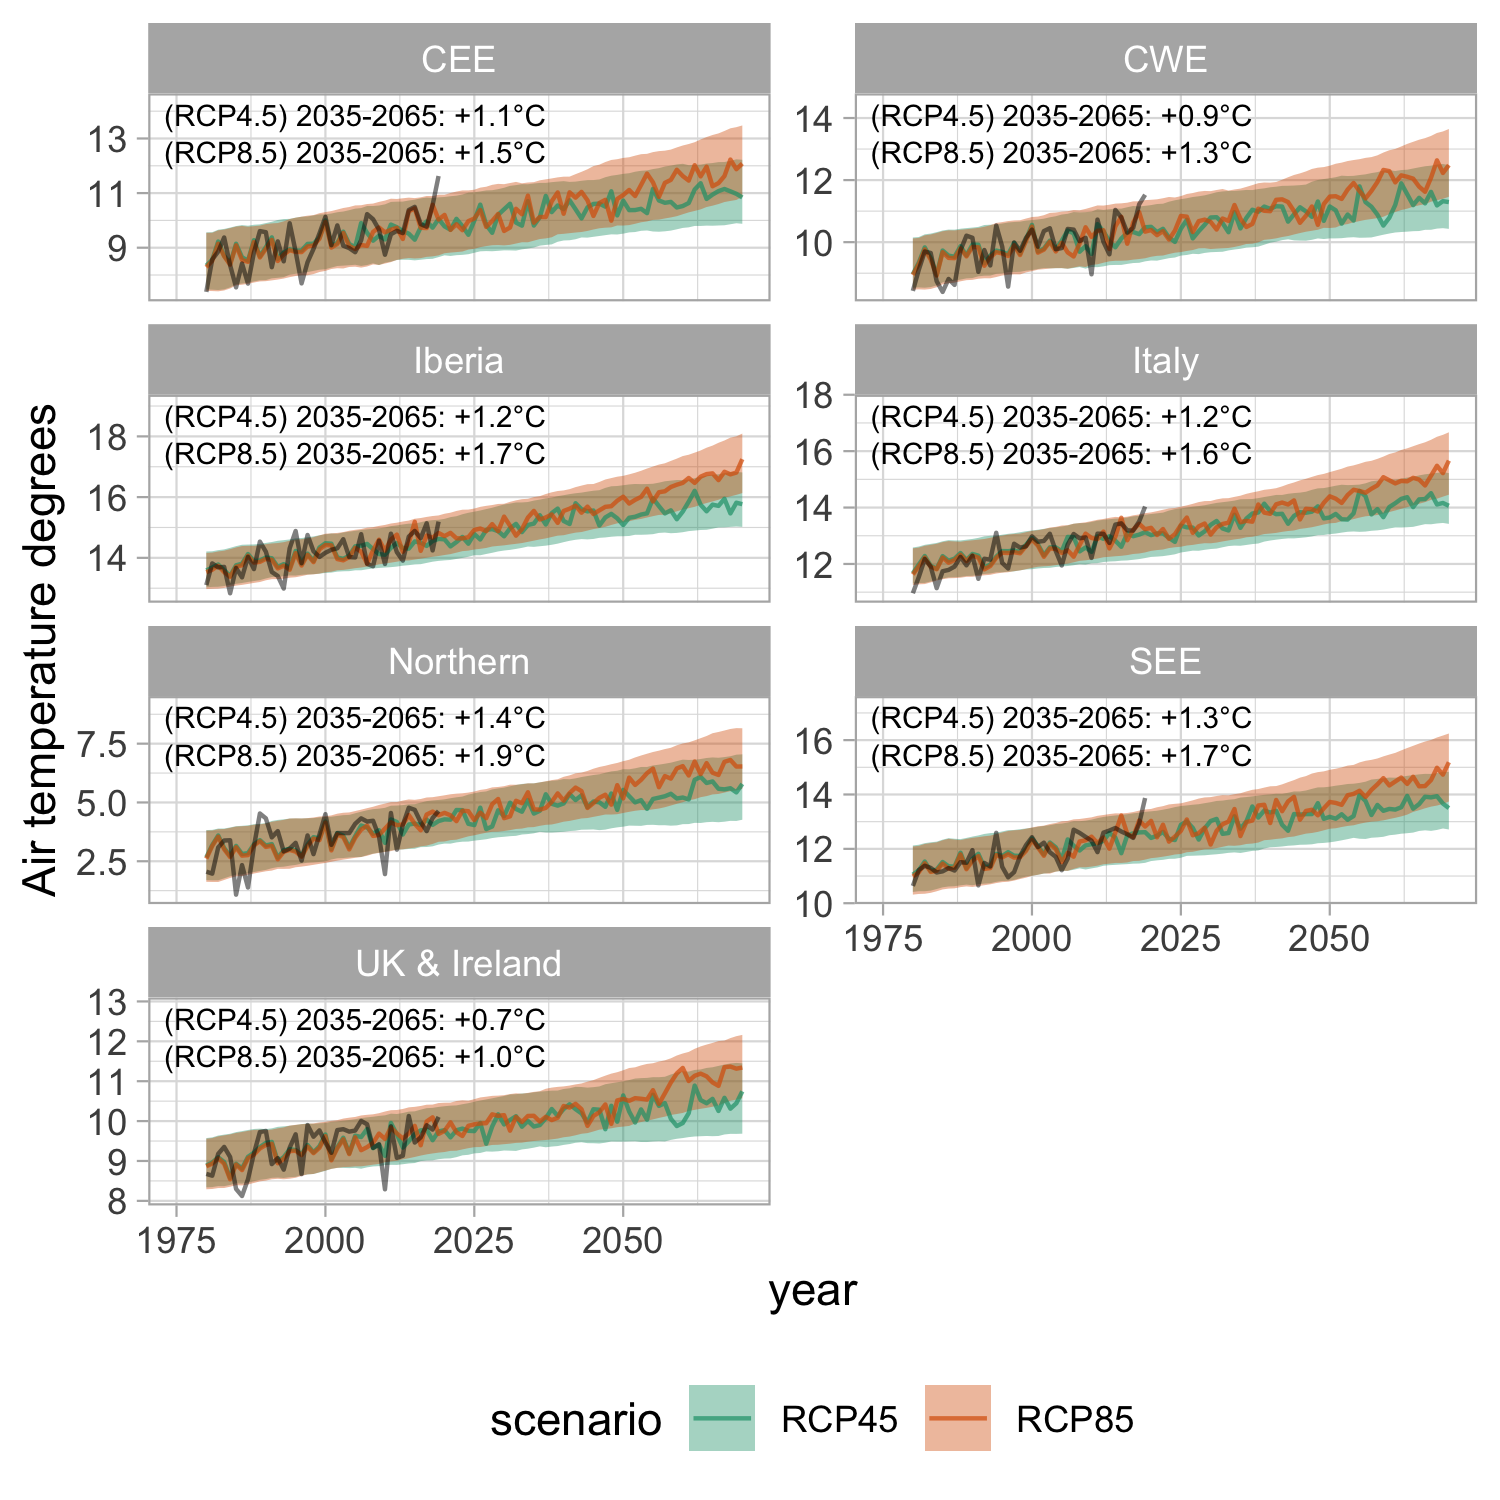 CEE
(RCP4.5) 2035-2065: +1.1°C
(RCP8.5) 2035-2065: +1.5°C
13
11
9
CWE
(RCP4.5) 2035-2065: +0.9°C
(RCP8.5) 2035-2065: +1.3°C
14
12
10
Iberia
(RCP4.5) 2035-2065: +1.2°C
(RCP8.5) 2035-2065: +1.7°C
18
16
14
Italy
(RCP4.5) 2035-2065: +1.2°C
(RCP8.5) 2035-2065: +1.6°C
18
16
14
12
Air temperature degrees
Northern
(RCP4.5) 2035-2065: +1.4°C
(RCP8.5) 2035-2065: +1.9°C
7.5
5.0
2.5
SEE
(RCP4.5) 2035-2065: +1.3°C
(RCP8.5) 2035-2065: +1.7°C
16
14
12
10
1975 2000 2025 2050
UK & Ireland
(RCP4.5) 2035-2065: +0.7°C
(RCP8.5) 2035-2065: +1.0°C
13
12
11
10
9
8
1975 2000 2025 2050
year
scenario RCP45 RCP85